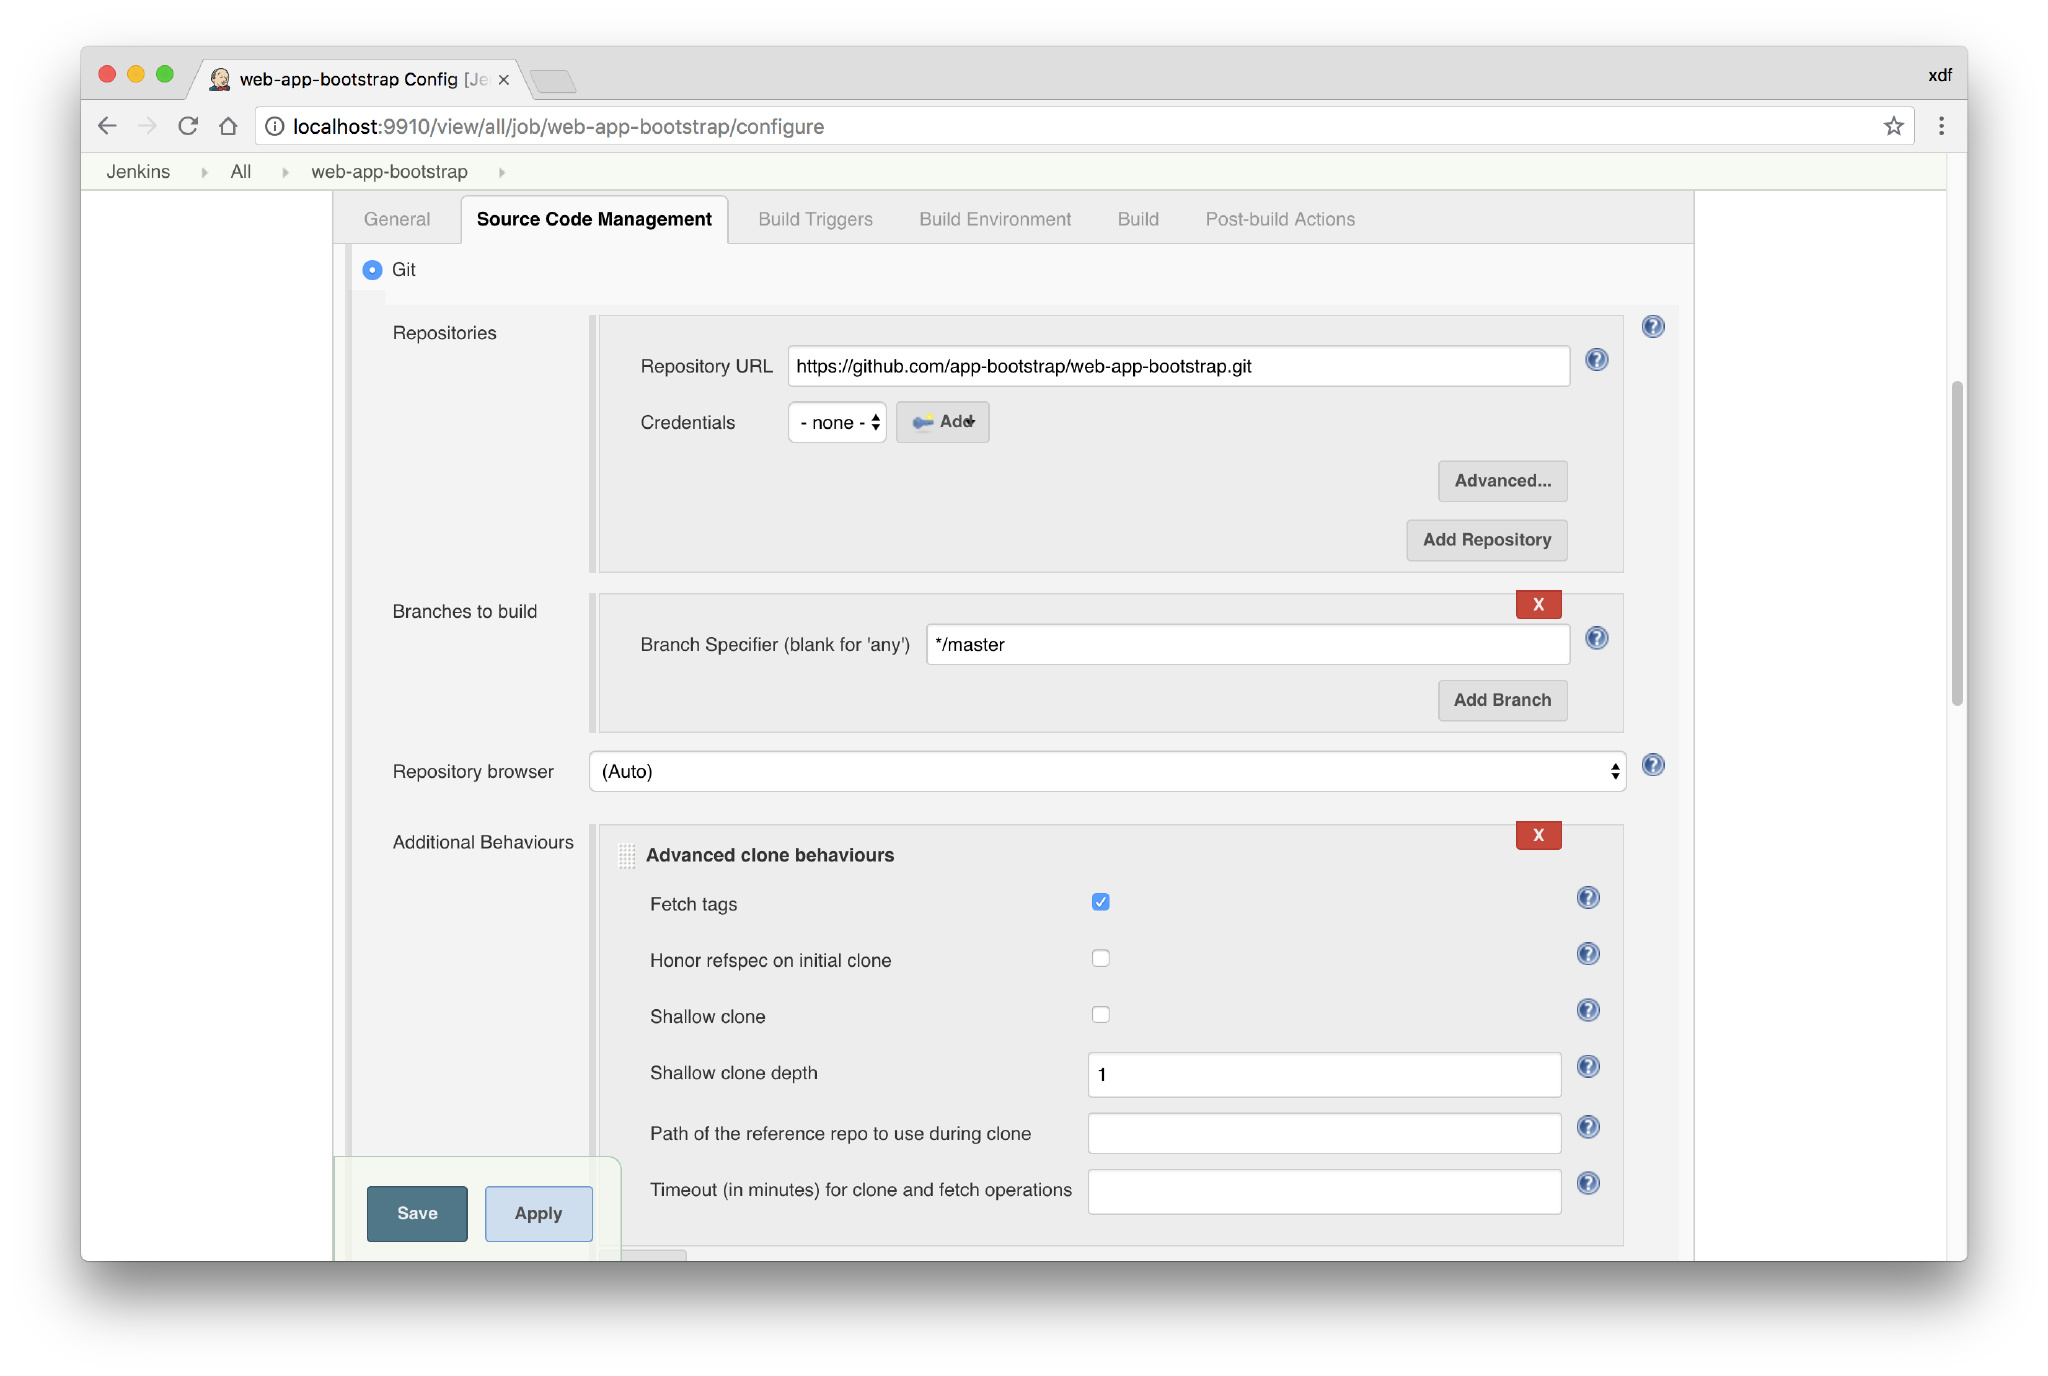 web-app-bootstrap Config [Je
xdf
localhost:9910/view/all/job/web-app-bootstrap/configure
Jenkins All web-app-bootstrap
General Source Code Management Build Triggers Build Environment Build Post-build Actions
Git
Repositories
Repository URL https://github.com/app-bootstrap/web-app-bootstrap.git
Credentials - none - Add
Advanced...
Add Repository
Branches to build
X
Branch Specifier (blank for 'any') */master
Add Branch
Repository browser (Auto)
Additional Behaviours
X
Advanced clone behaviours
Fetch tags
Honor refspec on initial clone
Shallow clone
Shallow clone depth 1
Path of the reference repo to use during clone
Timeout (in minutes) for clone and fetch operations
Save Apply